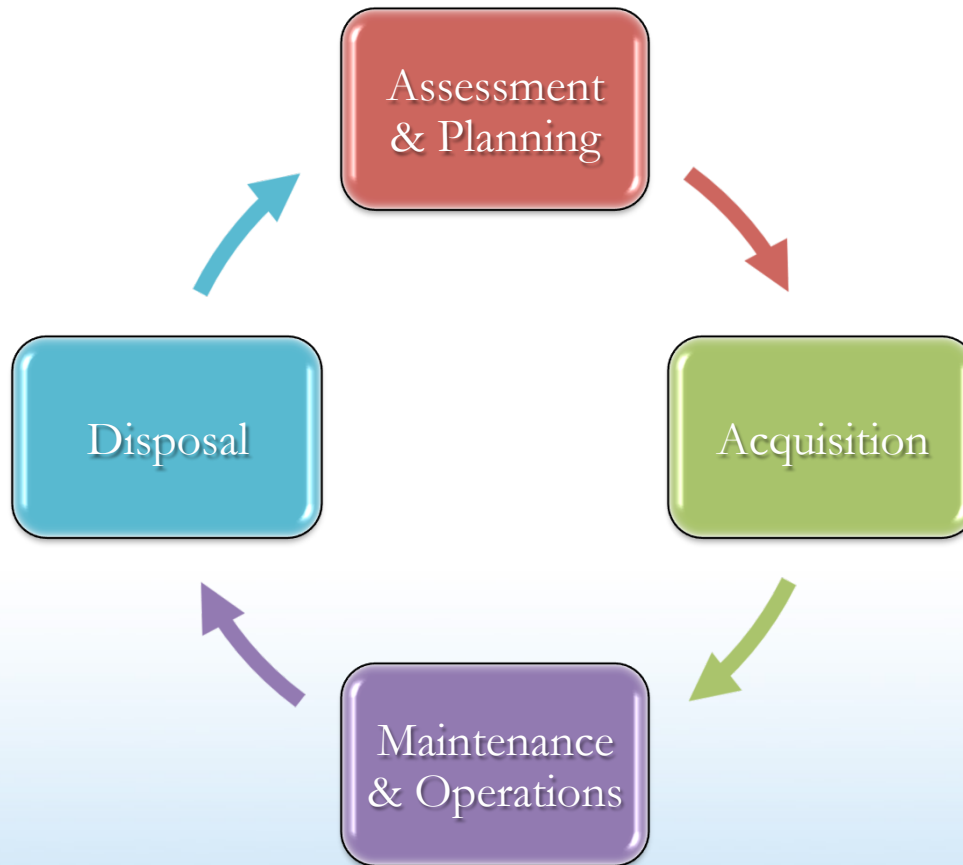 Assessment
& Planning
Acquisition
Maintenance
& Operations
Disposal